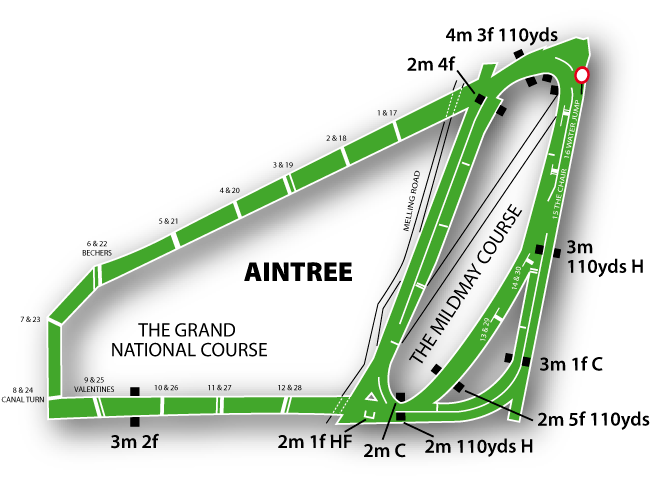 4m 3f 110yds
2m 4f
1 & 17
2 & 18
3 & 19
4 & 20
5 & 21
6 & 22
BECHERS
7 & 23
8 & 24
CANAL TURN
9 & 25
VALENTINES
10 & 26
11 & 27
12 & 28
13 & 29
14 & 30
15 THE CHAIR
16 WATER JUMP
MELLING ROAD
AINTREE
THE GRAND
NATIONAL COURSE
THE MILDMAY COURSE
3m
110yds H
3m 1f C
2m 5f 110yds
2m 110yds H
2m C
2m 1f HF
3m 2f